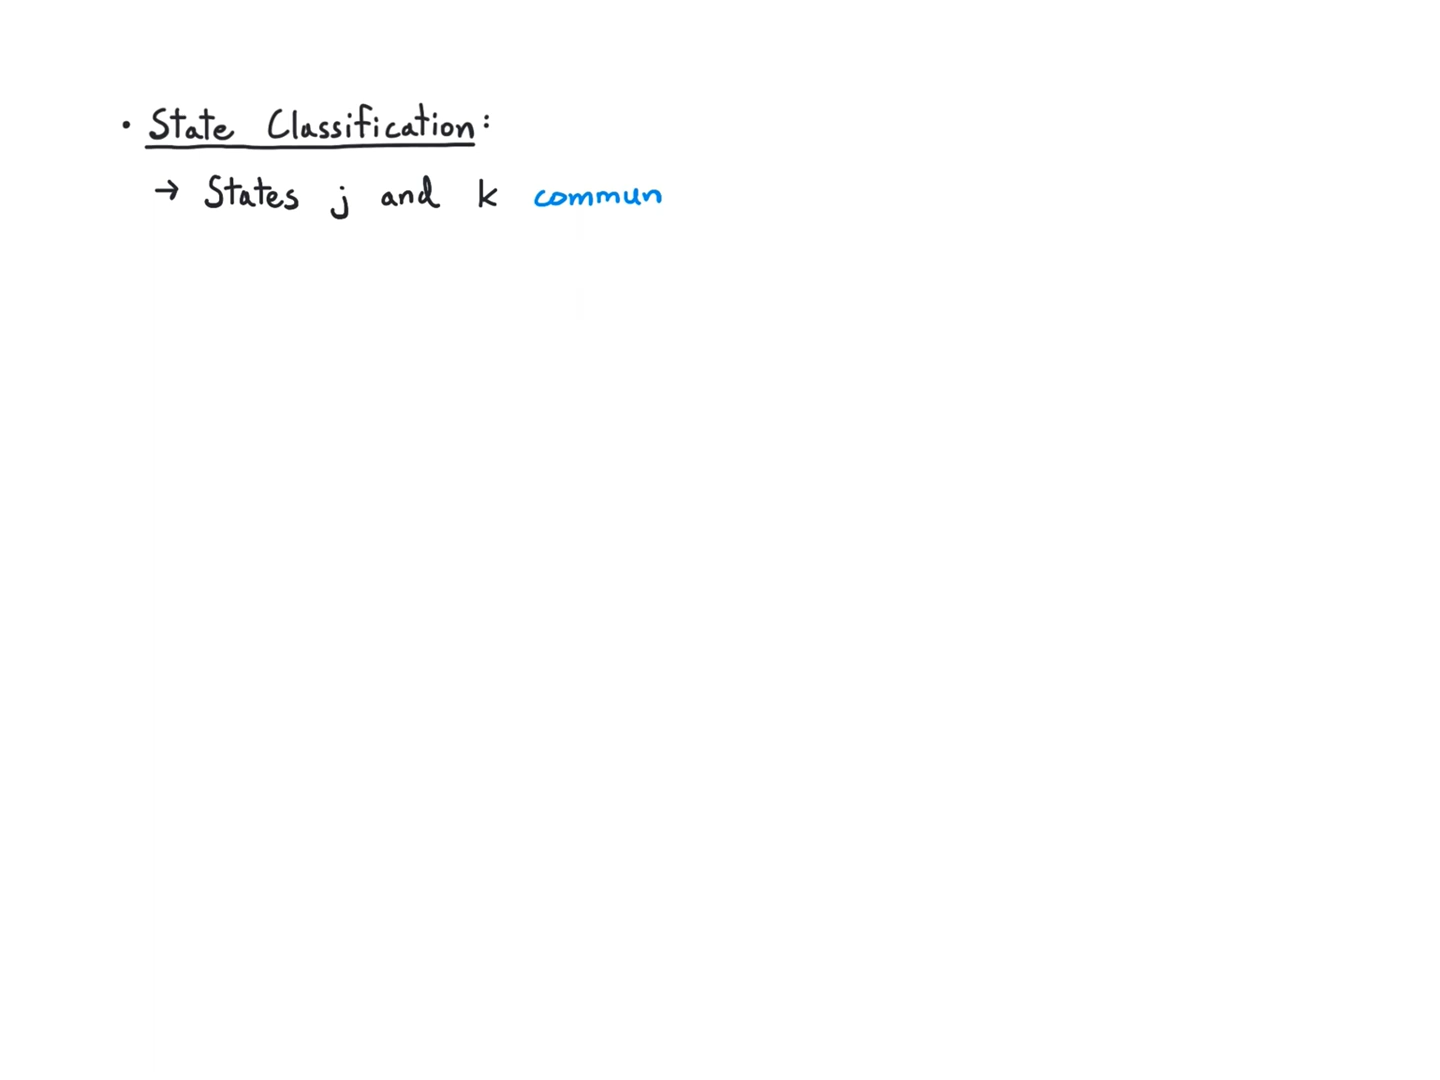 • State Classification:
→ States j and k commun